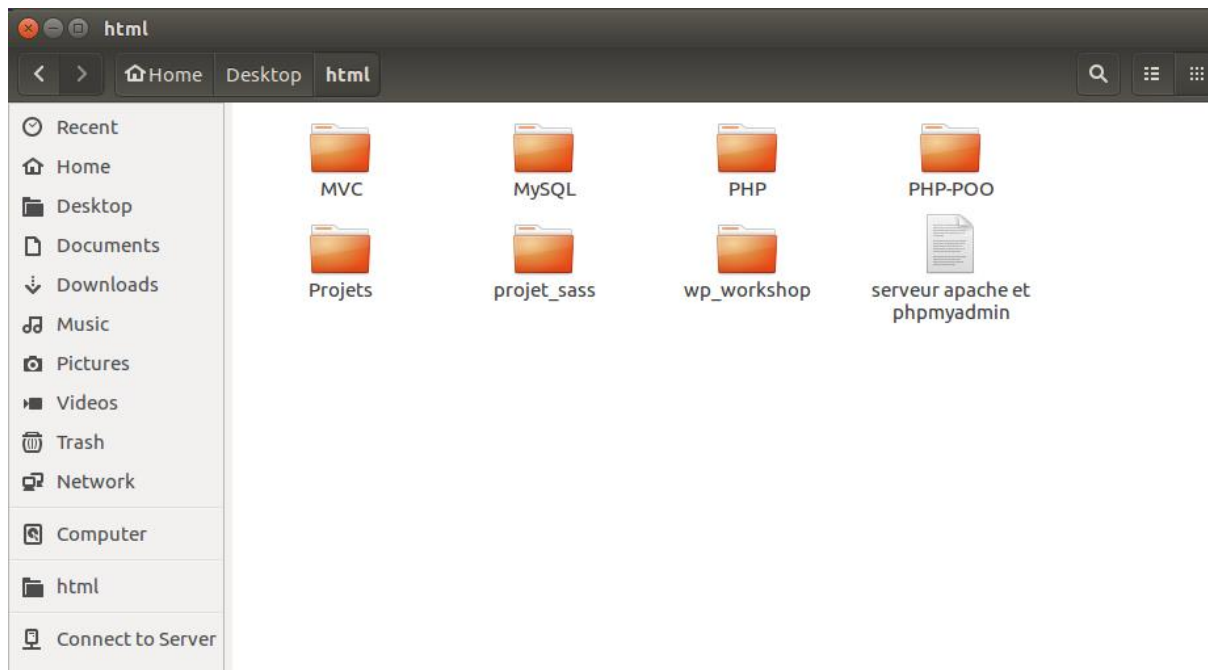 html
Home Desktop html
Recent
Home
Desktop
Documents
Downloads
Music
Pictures
Videos
Trash
Network
Computer
html
Connect to Server
MVC MySQL PHP PHP-POO
Projets projet_sass wp_workshop serveur apache et
phpmyadmin